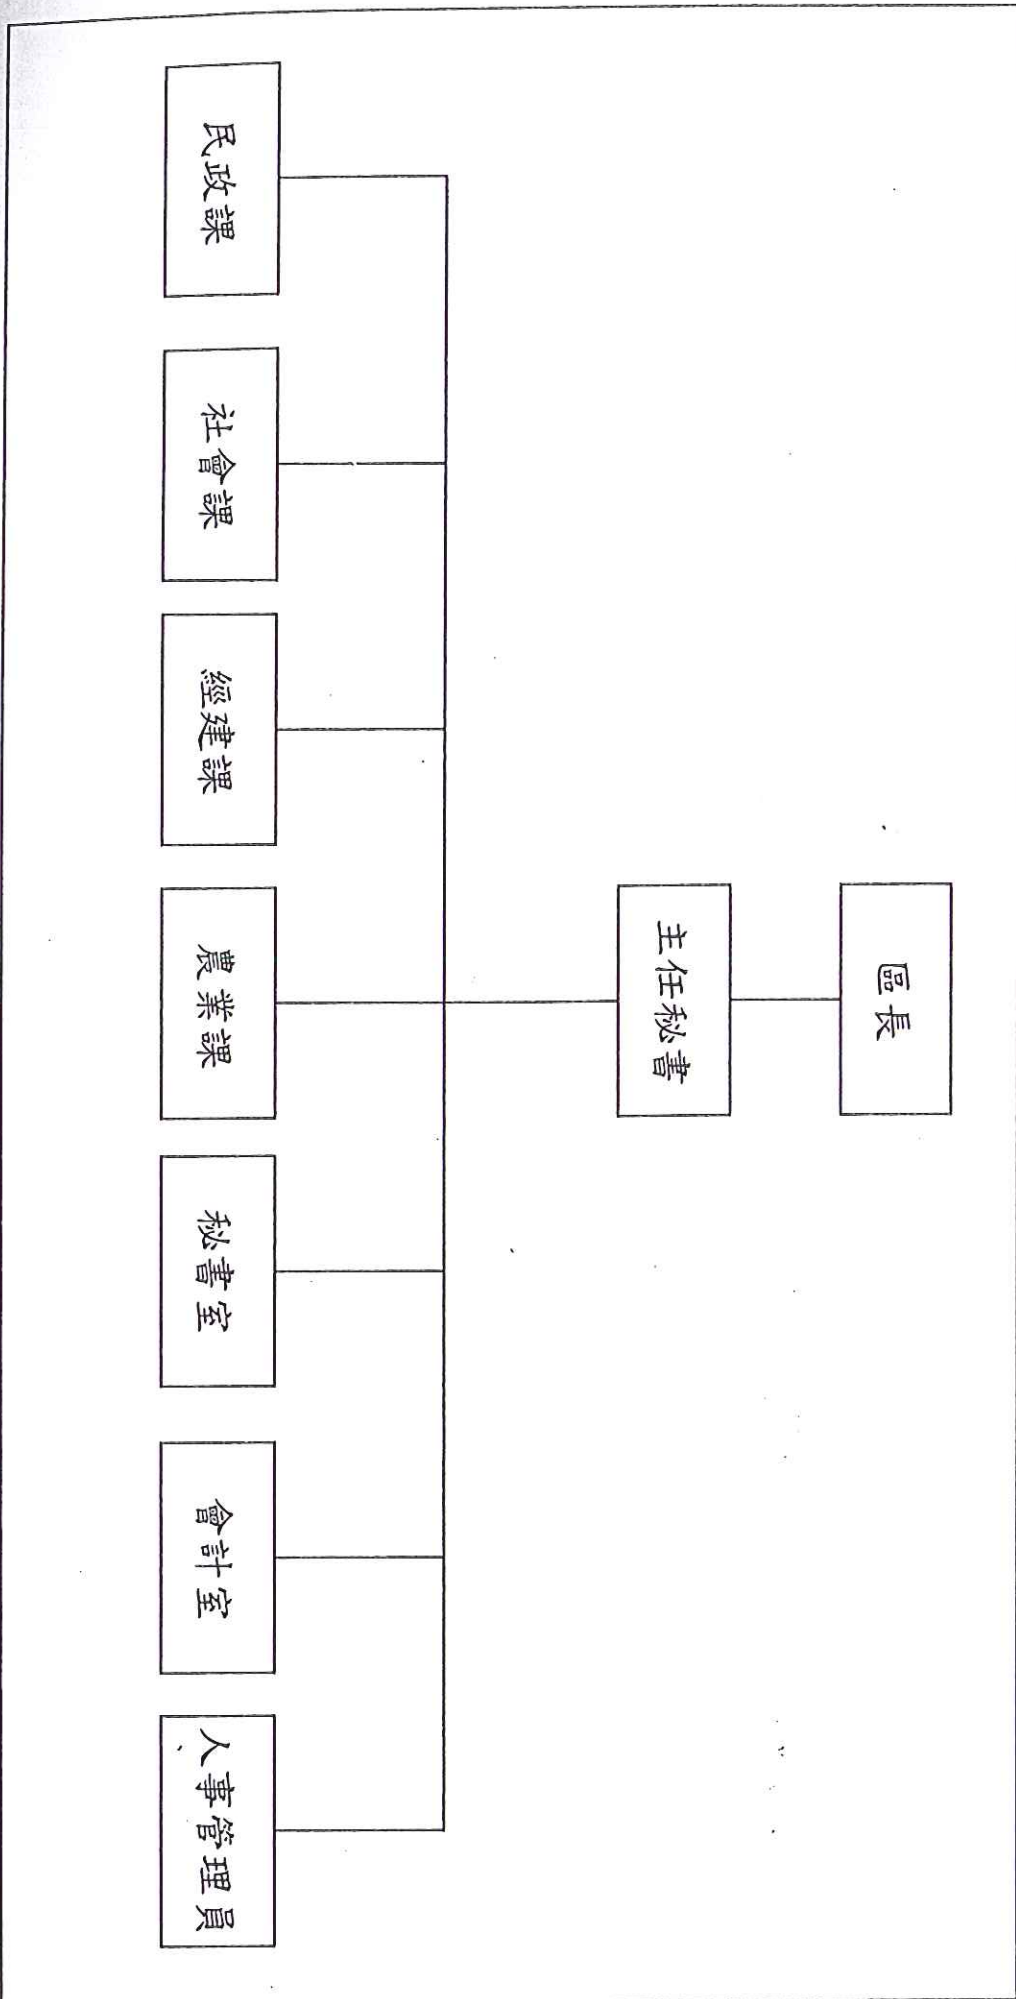 區長
主任秘書
民政課
社會課
經建課
農業課
秘書室
會計室
人事管理員